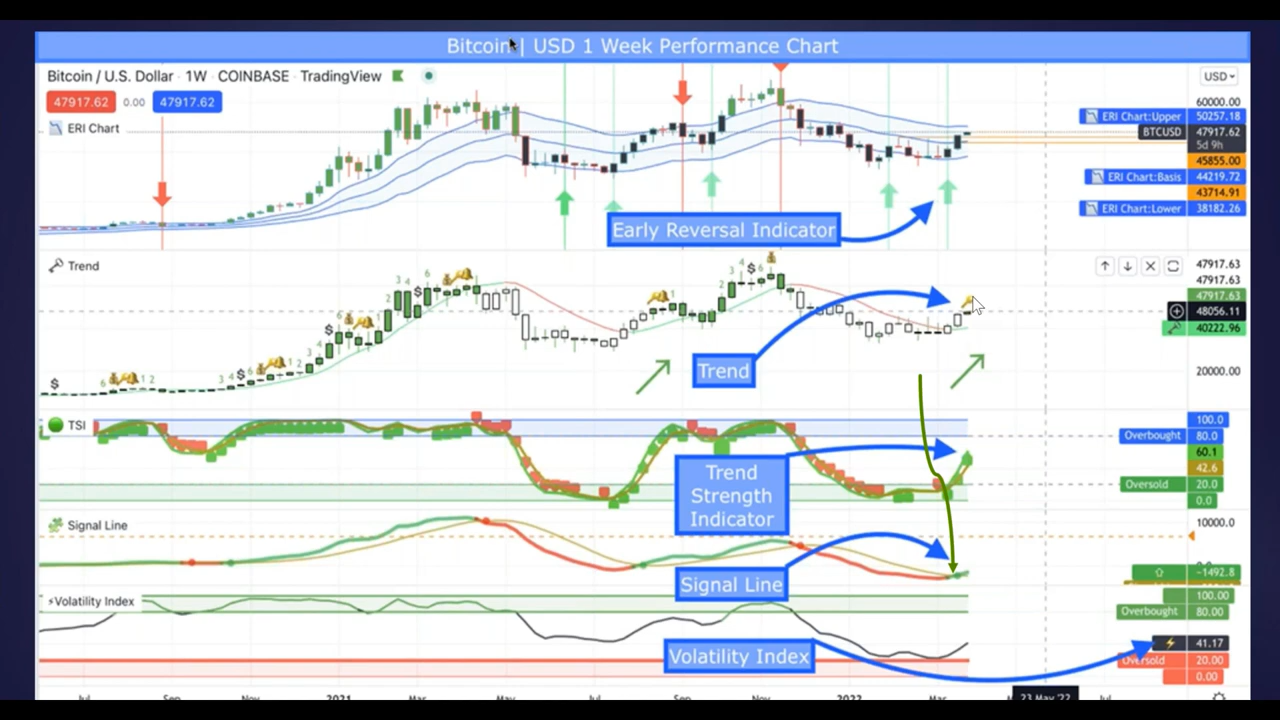 Bitcoin | USD 1 Week Performance Chart
Bitcoin / U.S. Dollar · 1W · COINBASE · TradingView
USD
47917.62 0.00 47917.62
60000.00
ERI Chart:Upper 50257.18
ERI Chart
BTCUSD 47917.62
5d 9h
45855.00
ERI Chart:Basis 44219.72
43714.91
ERI Chart:Lower 38182.26
Early Reversal Indicator
Trend
47917.63
47917.63
47917.63
48056.11
40222.96
Trend
20000.00
TSI
100.0
Overbought 80.0
60.1
42.6
Oversold 20.0
0.0
Trend
Strength
Indicator
Signal Line
10000.0
-1492.8
Signal Line
Volatility Index
100.00
Overbought 80.00
41.17
Volatility Index
Oversold 20.00
0.00
Jul Sep Nov 2021 Mar May Jul Sep Nov 2022 Mar 23 May '22 Jul